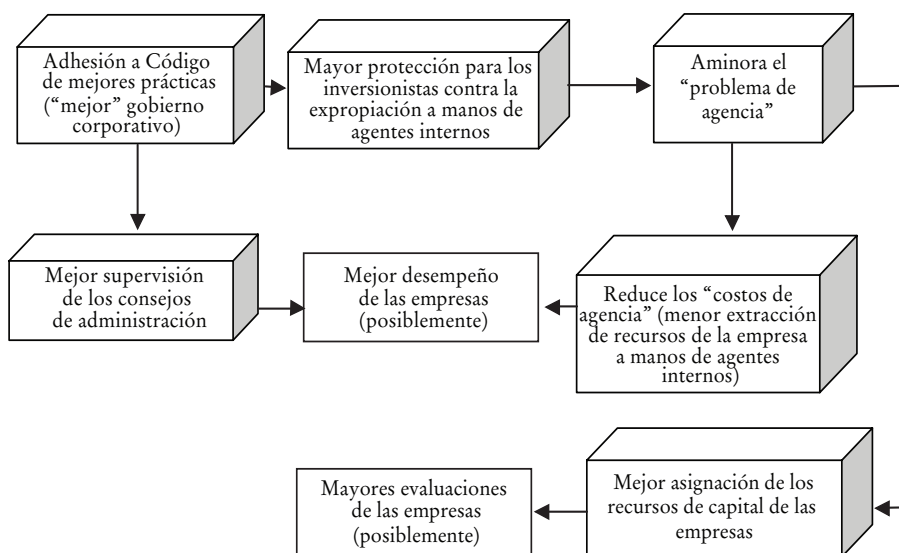 Adhesión a Código
de mejores prácticas
(“mejor” gobierno
corporativo)
Mayor protección para los
inversionistas contra la
expropiación a manos de
agentes internos
Aminora el
“problema de
agencia”
Mejor supervisión
de los consejos
de administración
Mejor desempeño
de las empresas
(posiblemente)
Reduce los “costos de
agencia” (menor extracción
de recursos de la empresa
a manos de agentes
internos)
Mayores evaluaciones
de las empresas
(posiblemente)
Mejor asignación de los
recursos de capital de las
empresas